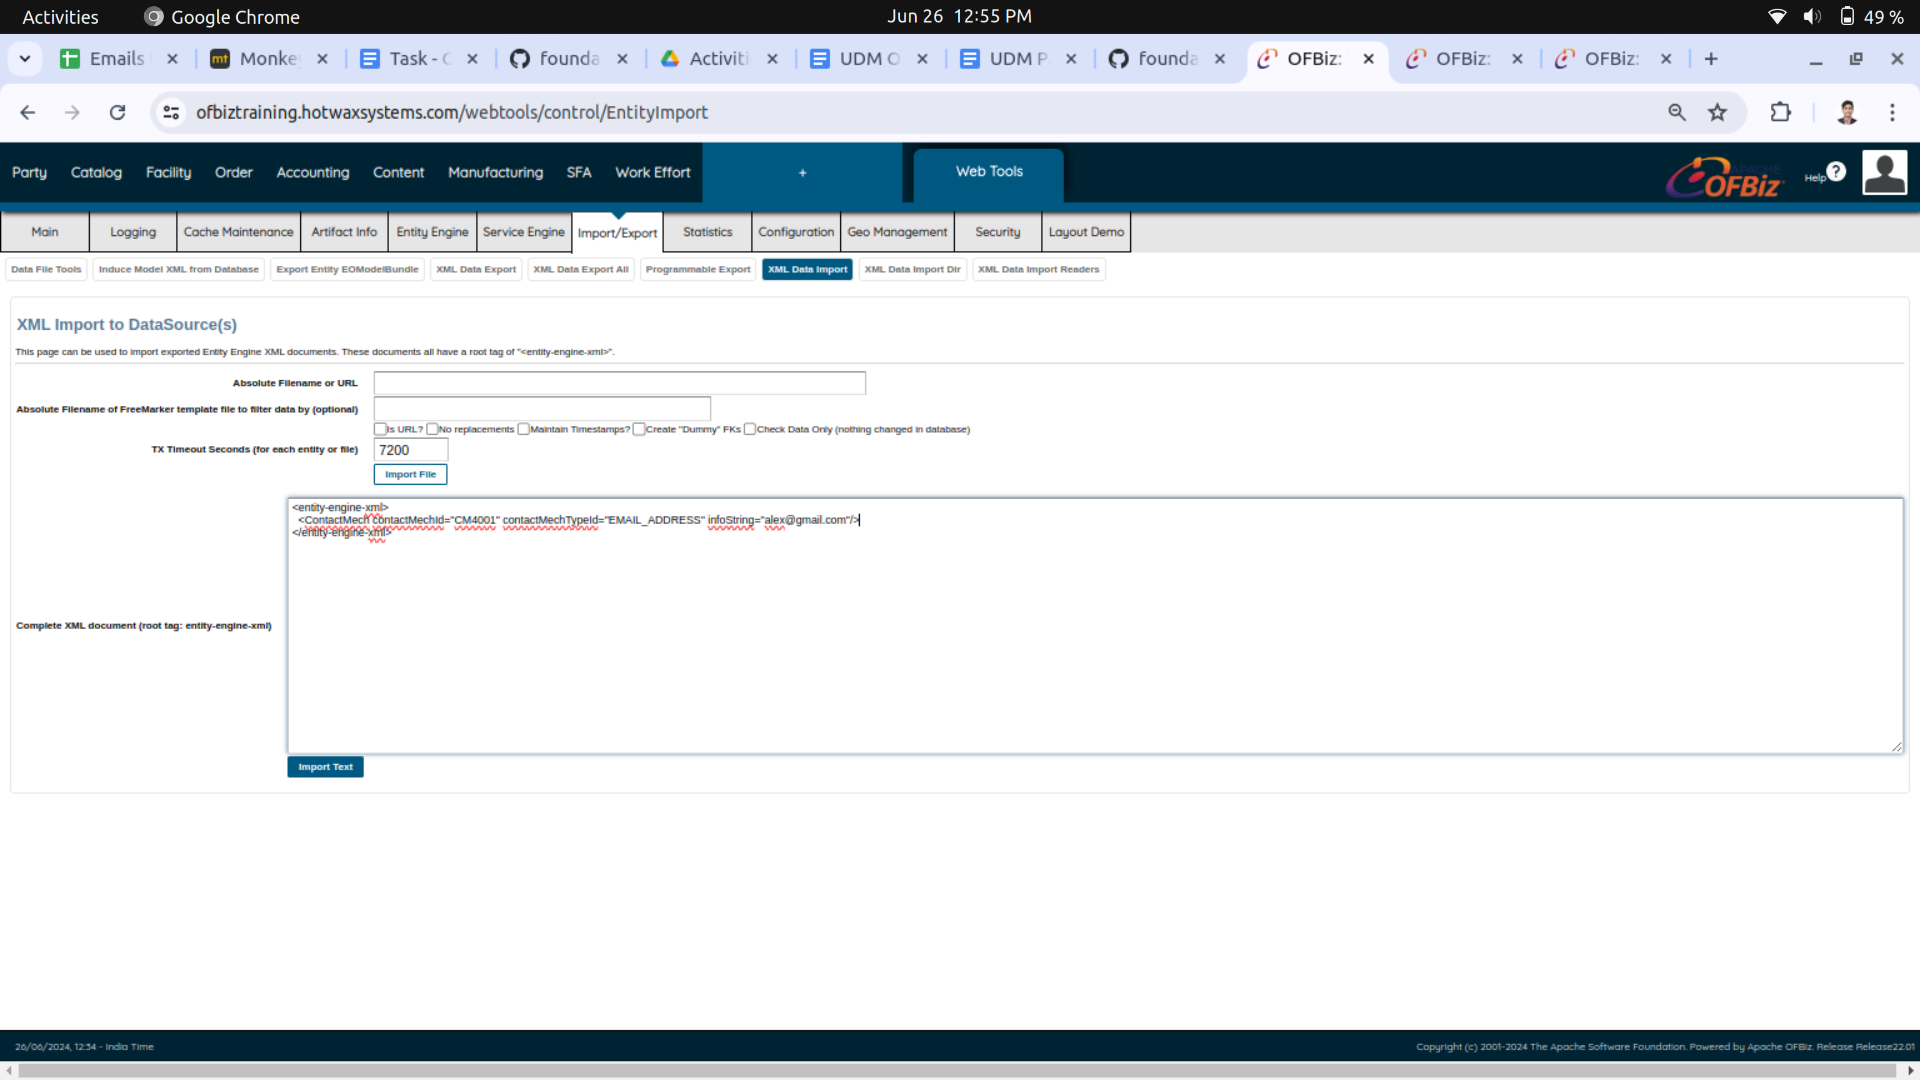 Activities Google Chrome Jun 26 12:55 PM 49 %
Emails Monke Task - C founda Activiti UDM O UDM P founda OFBiz: OFBiz: OFBiz:
ofbiztraining.hotwaxsystems.com/webtools/control/EntityImport
Party Catalog Facility Order Accounting Content Manufacturing SFA Work Effort + Web Tools APACHE OFBiz Help ?
Main Logging Cache Maintenance Artifact Info Entity Engine Service Engine Import/Export Statistics Configuration Geo Management Security Layout Demo
Data File Tools Induce Model XML from Database Export Entity EOModelBundle XML Data Export XML Data Export All Programmable Export XML Data Import XML Data Import Dir XML Data Import Readers
XML Import to DataSource(s)
This page can be used to import exported Entity Engine XML documents. These documents all have a root tag of "<entity-engine-xml>".
Absolute Filename or URL
Absolute Filename of FreeMarker template file to filter data by (optional)
Is URL? No replacements Maintain Timestamps? Create "Dummy" FKs Check Data Only (nothing changed in database)
TX Timeout Seconds (for each entity or file) 7200
Import File
<entity-engine-xml>
<ContactMech contactMechId="CM4001" contactMechTypeId="EMAIL_ADDRESS" infoString="alex@gmail.com"/>
</entity-engine-xml>
Complete XML document (root tag: entity-engine-xml)
Import Text
26/06/2024, 12:34 - India Time
Copyright (c) 2001-2024 The Apache Software Foundation. Powered by Apache OFBiz. Release Release22.01